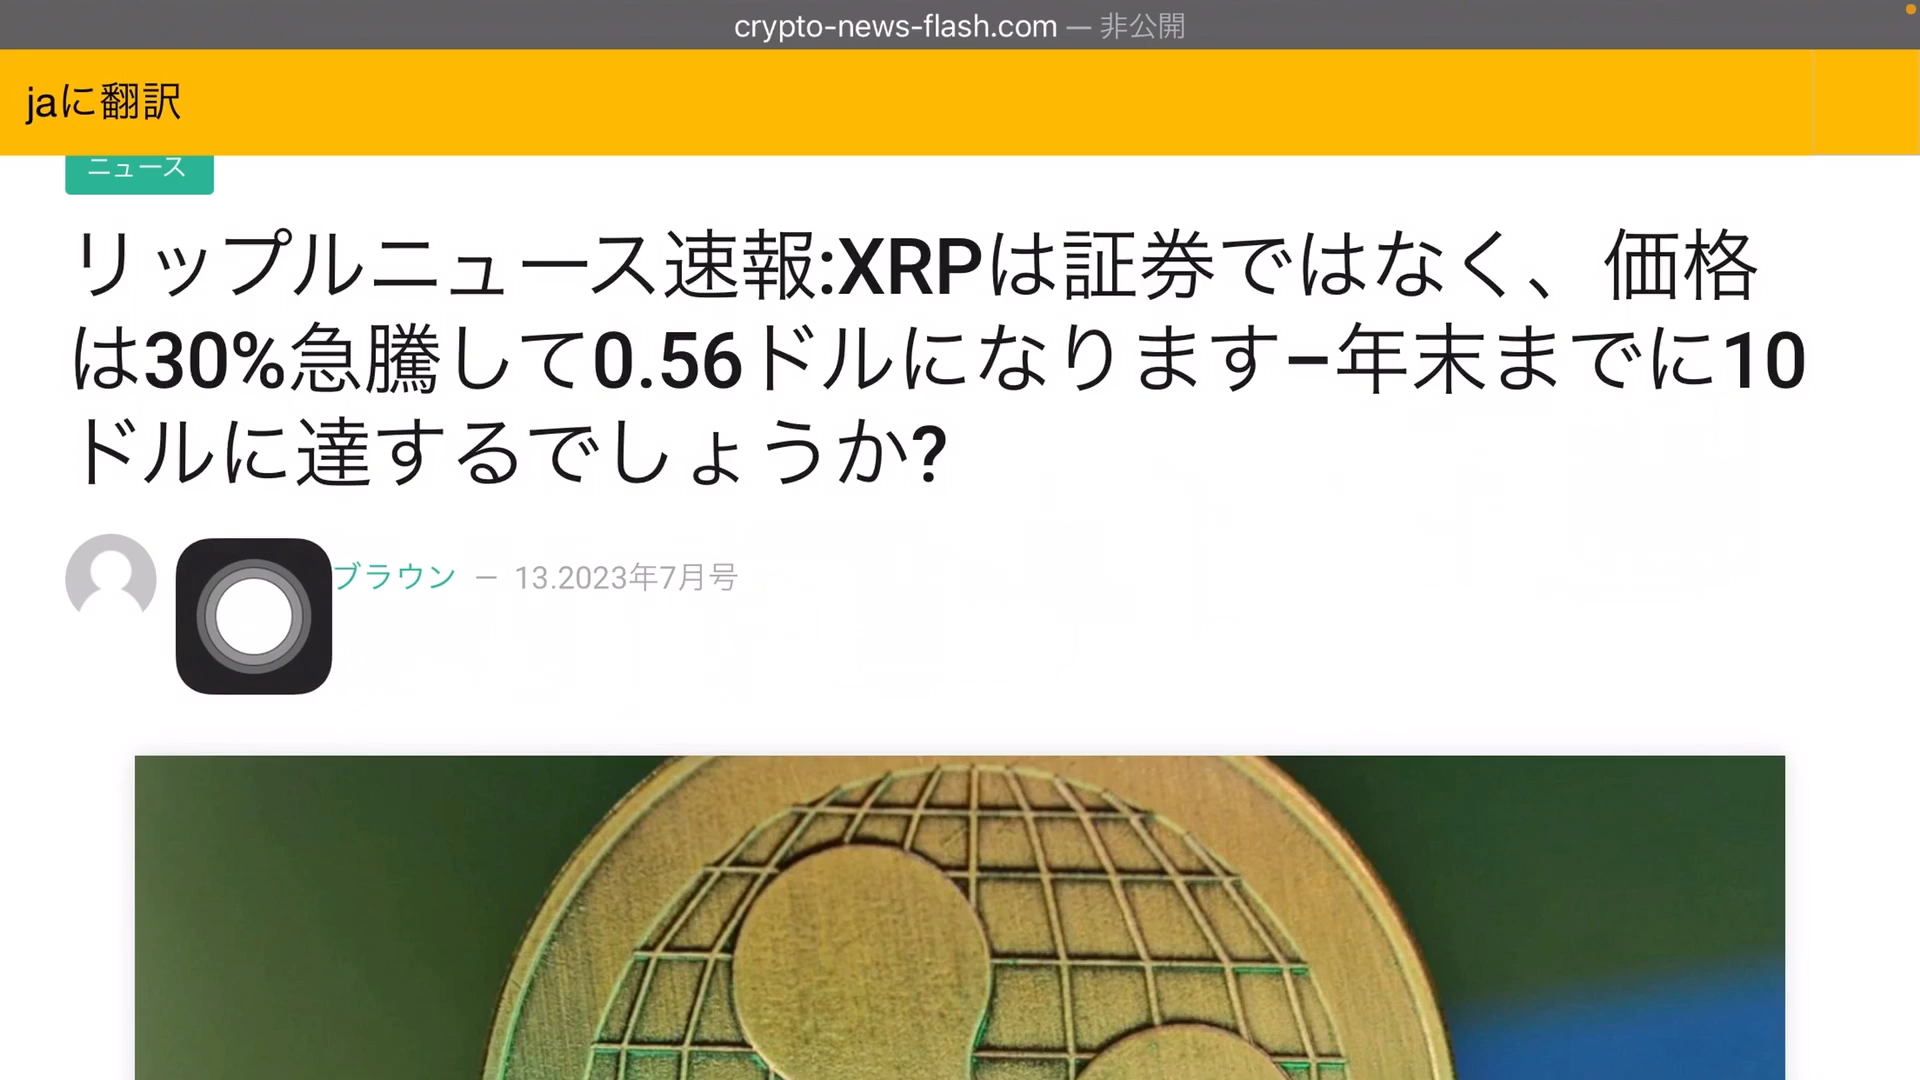 crypto-news-flash.com — 非公開
jaに翻訳
ニュース
リップルニュース速報:XRPは証券ではなく、価格
は30%急騰して0.56ドルになります–年末までに10
ドルに達するでしょうか?
ブラウン — 13.2023年7月号